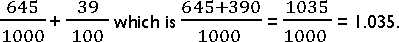 645/1000 + 39/100 which is 645+390/1000 = 1035/1000 = 1.035.